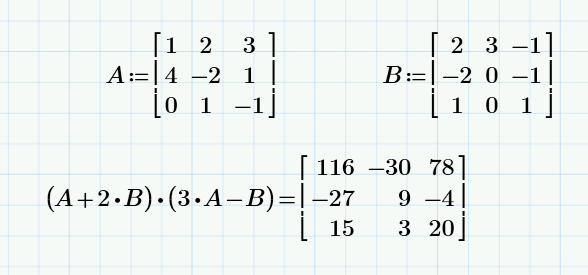 A:=[1 2 3; 4 −2 1; 0 1 −1] B:=[2 3 −1; −2 0 −1; 1 0 1]
(A+2·B)·(3·A−B)=[116 −30 78; −27 9 −4; 15 3 20]